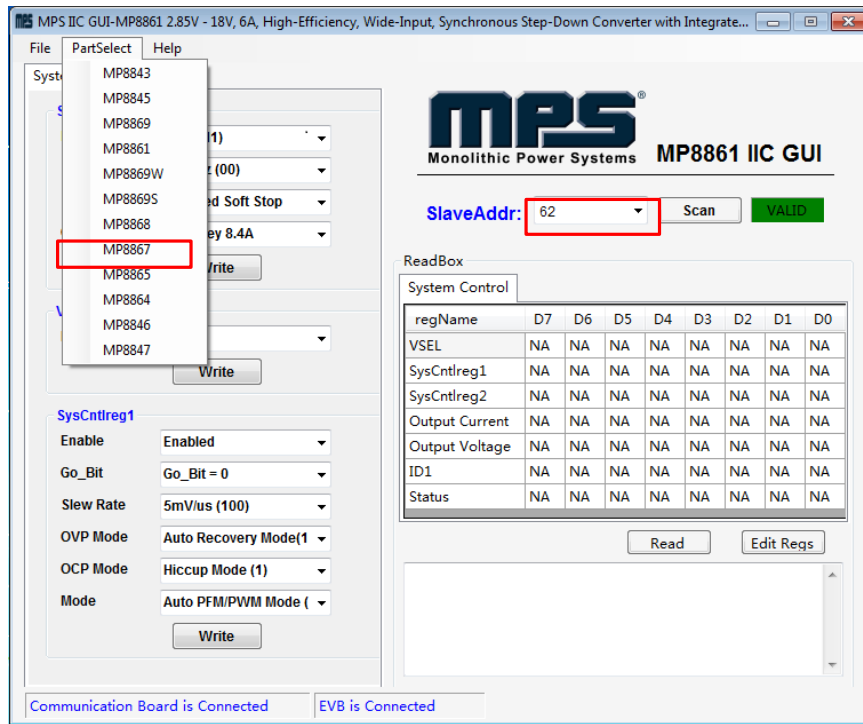 MPS IIC GUI-MP8861 2.85V - 18V, 6A, High-Efficiency, Wide-Input, Synchronous Step-Down Converter with Integrate...
File PartSelect Help
MP8843
MP8845
MP8869
MP8861
MP8869W
MP8869S
MP8868
MP8867
MP8865
MP8864
MP8846
MP8847
(00)
Soft Stop
8.4A
Write
SysCntlreg1
Enable Enabled
Go_Bit Go_Bit = 0
Slew Rate 5mV/us (100)
OVP Mode Auto Recovery Mode(1
OCP Mode Hiccup Mode (1)
Mode Auto PFM/PWM Mode (
Write
mps®
Monolithic Power Systems MP8861 IIC GUI
SlaveAddr: 62 Scan VALID
ReadBox
System Control
regName D7 D6 D5 D4 D3 D2 D1 D0
VSEL NA NA NA NA NA NA NA NA
SysCntlreg1 NA NA NA NA NA NA NA NA
SysCntlreg2 NA NA NA NA NA NA NA NA
Output Current NA NA NA NA NA NA NA NA
Output Voltage NA NA NA NA NA NA NA NA
ID1 NA NA NA NA NA NA NA NA
Status NA NA NA NA NA NA NA NA
Read Edit Regs
Communication Board is Connected EVB is Connected